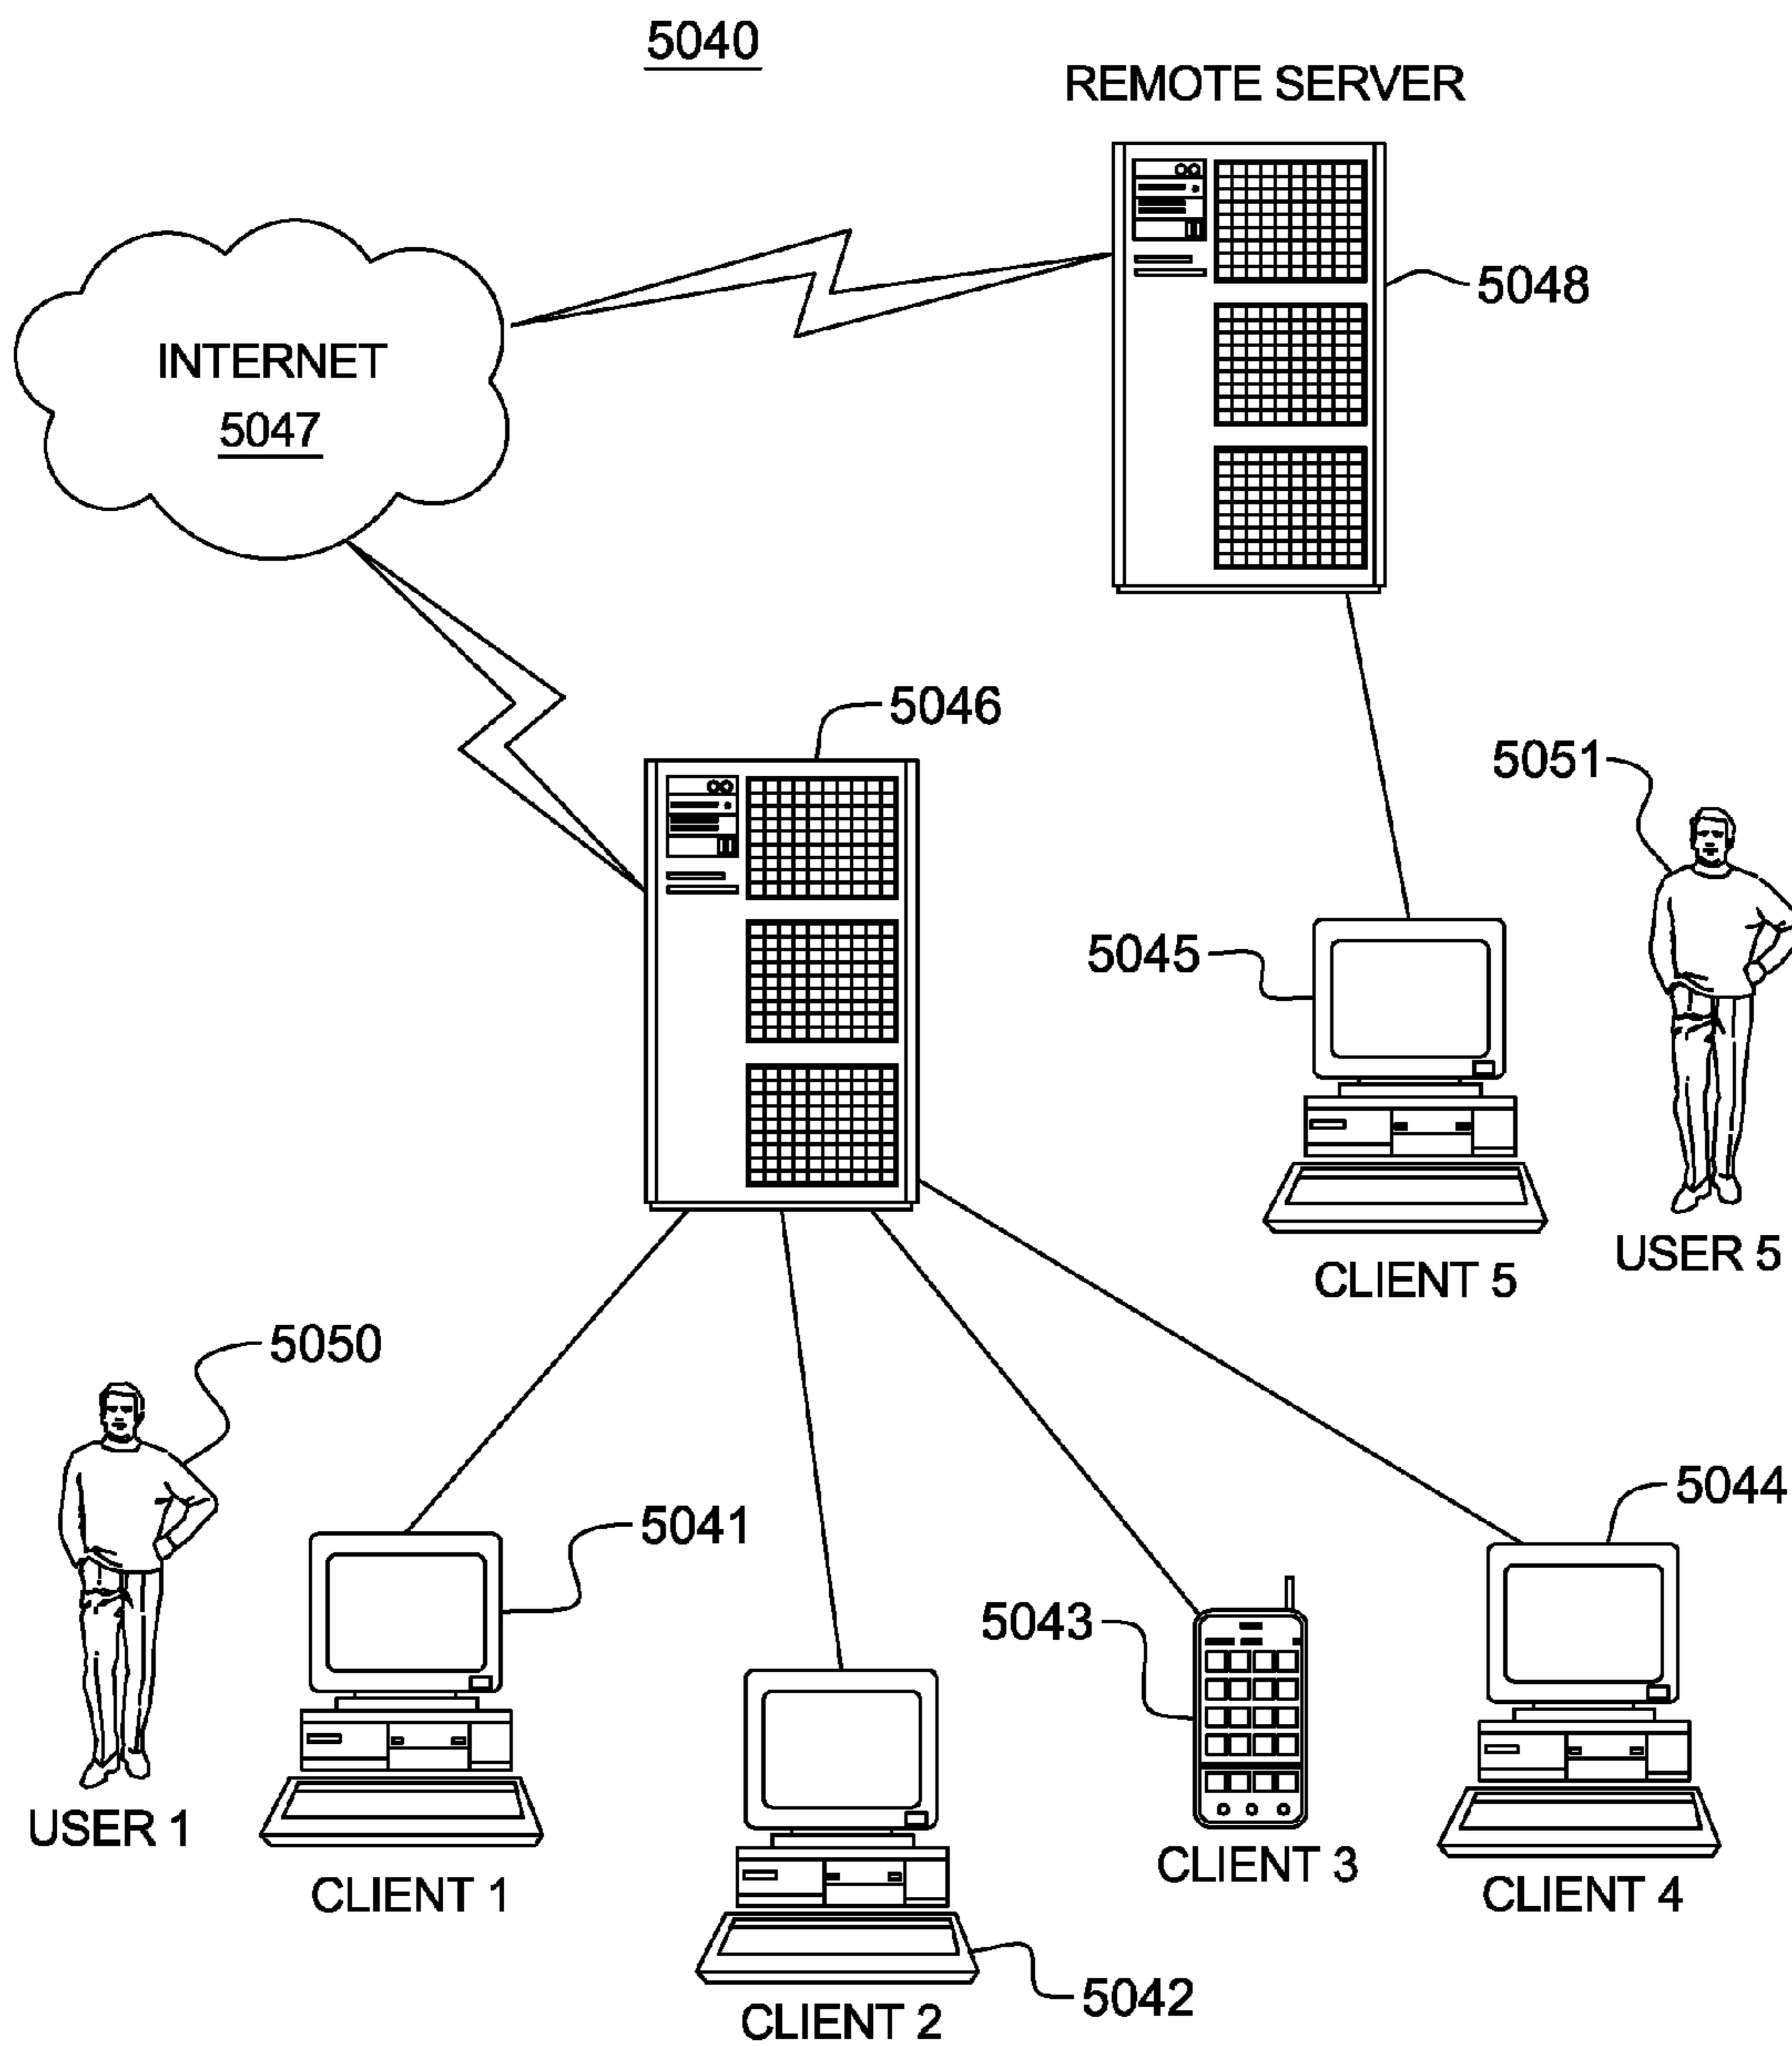 5040
REMOTE SERVER
5048
INTERNET
5047
5046
5051
5045
CLIENT 5
USER 5
5050
5041
5044
5043
USER 1
CLIENT 1
CLIENT 3
CLIENT 4
5042
CLIENT 2